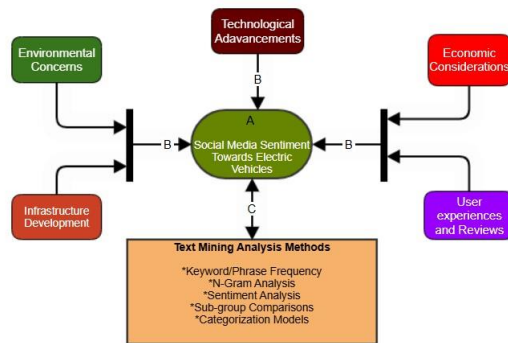 Technological
Adavancements
Environmental
Concerns
Economic
Considerations
B
A
Social Media Sentiment
Towards Electric
Vehicles
B
B
Infrastructure
Development
User
experiences
and Reviews
C
Text Mining Analysis Methods
*Keyword/Phrase Frequency
*N-Gram Analysis
*Sentiment Analysis
*Sub-group Comparisons
*Categorization Models